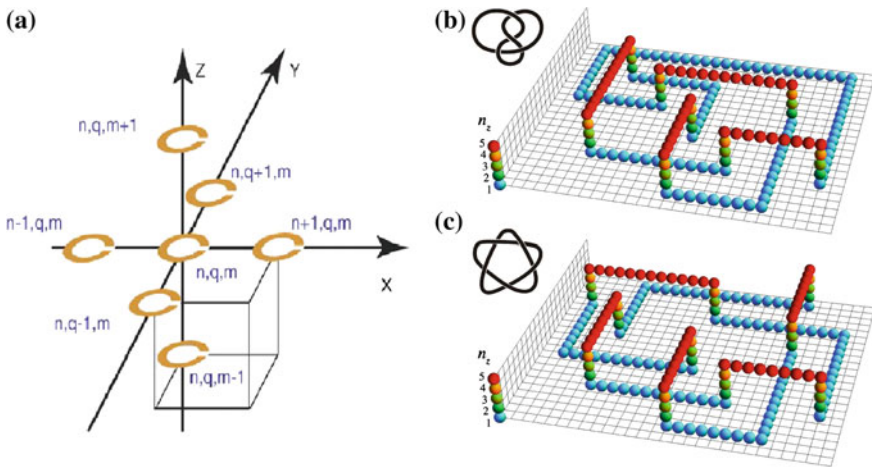 (a)
Z
Y
n,q,m+1
n,q+1,m
n-1,q,m
n+1,q,m
X
n,q,m
n,q-1,m
n,q,m-1
(b)
n_z
5
4
3
2
1
(c)
n_z
5
4
3
2
1